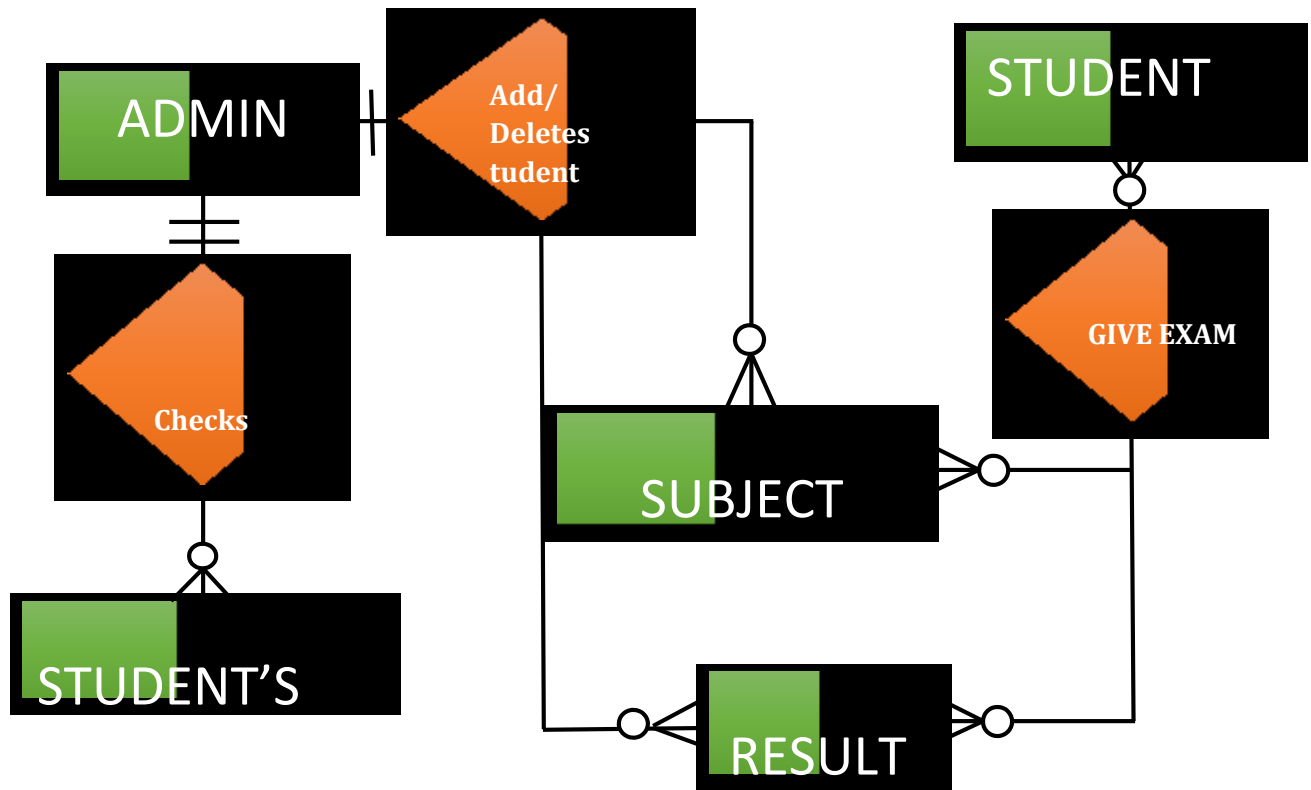 ADMIN
Add/
Deletes
tudent
STUDENT
GIVE EXAM
Checks
SUBJECT
STUDENT’S
RESULT